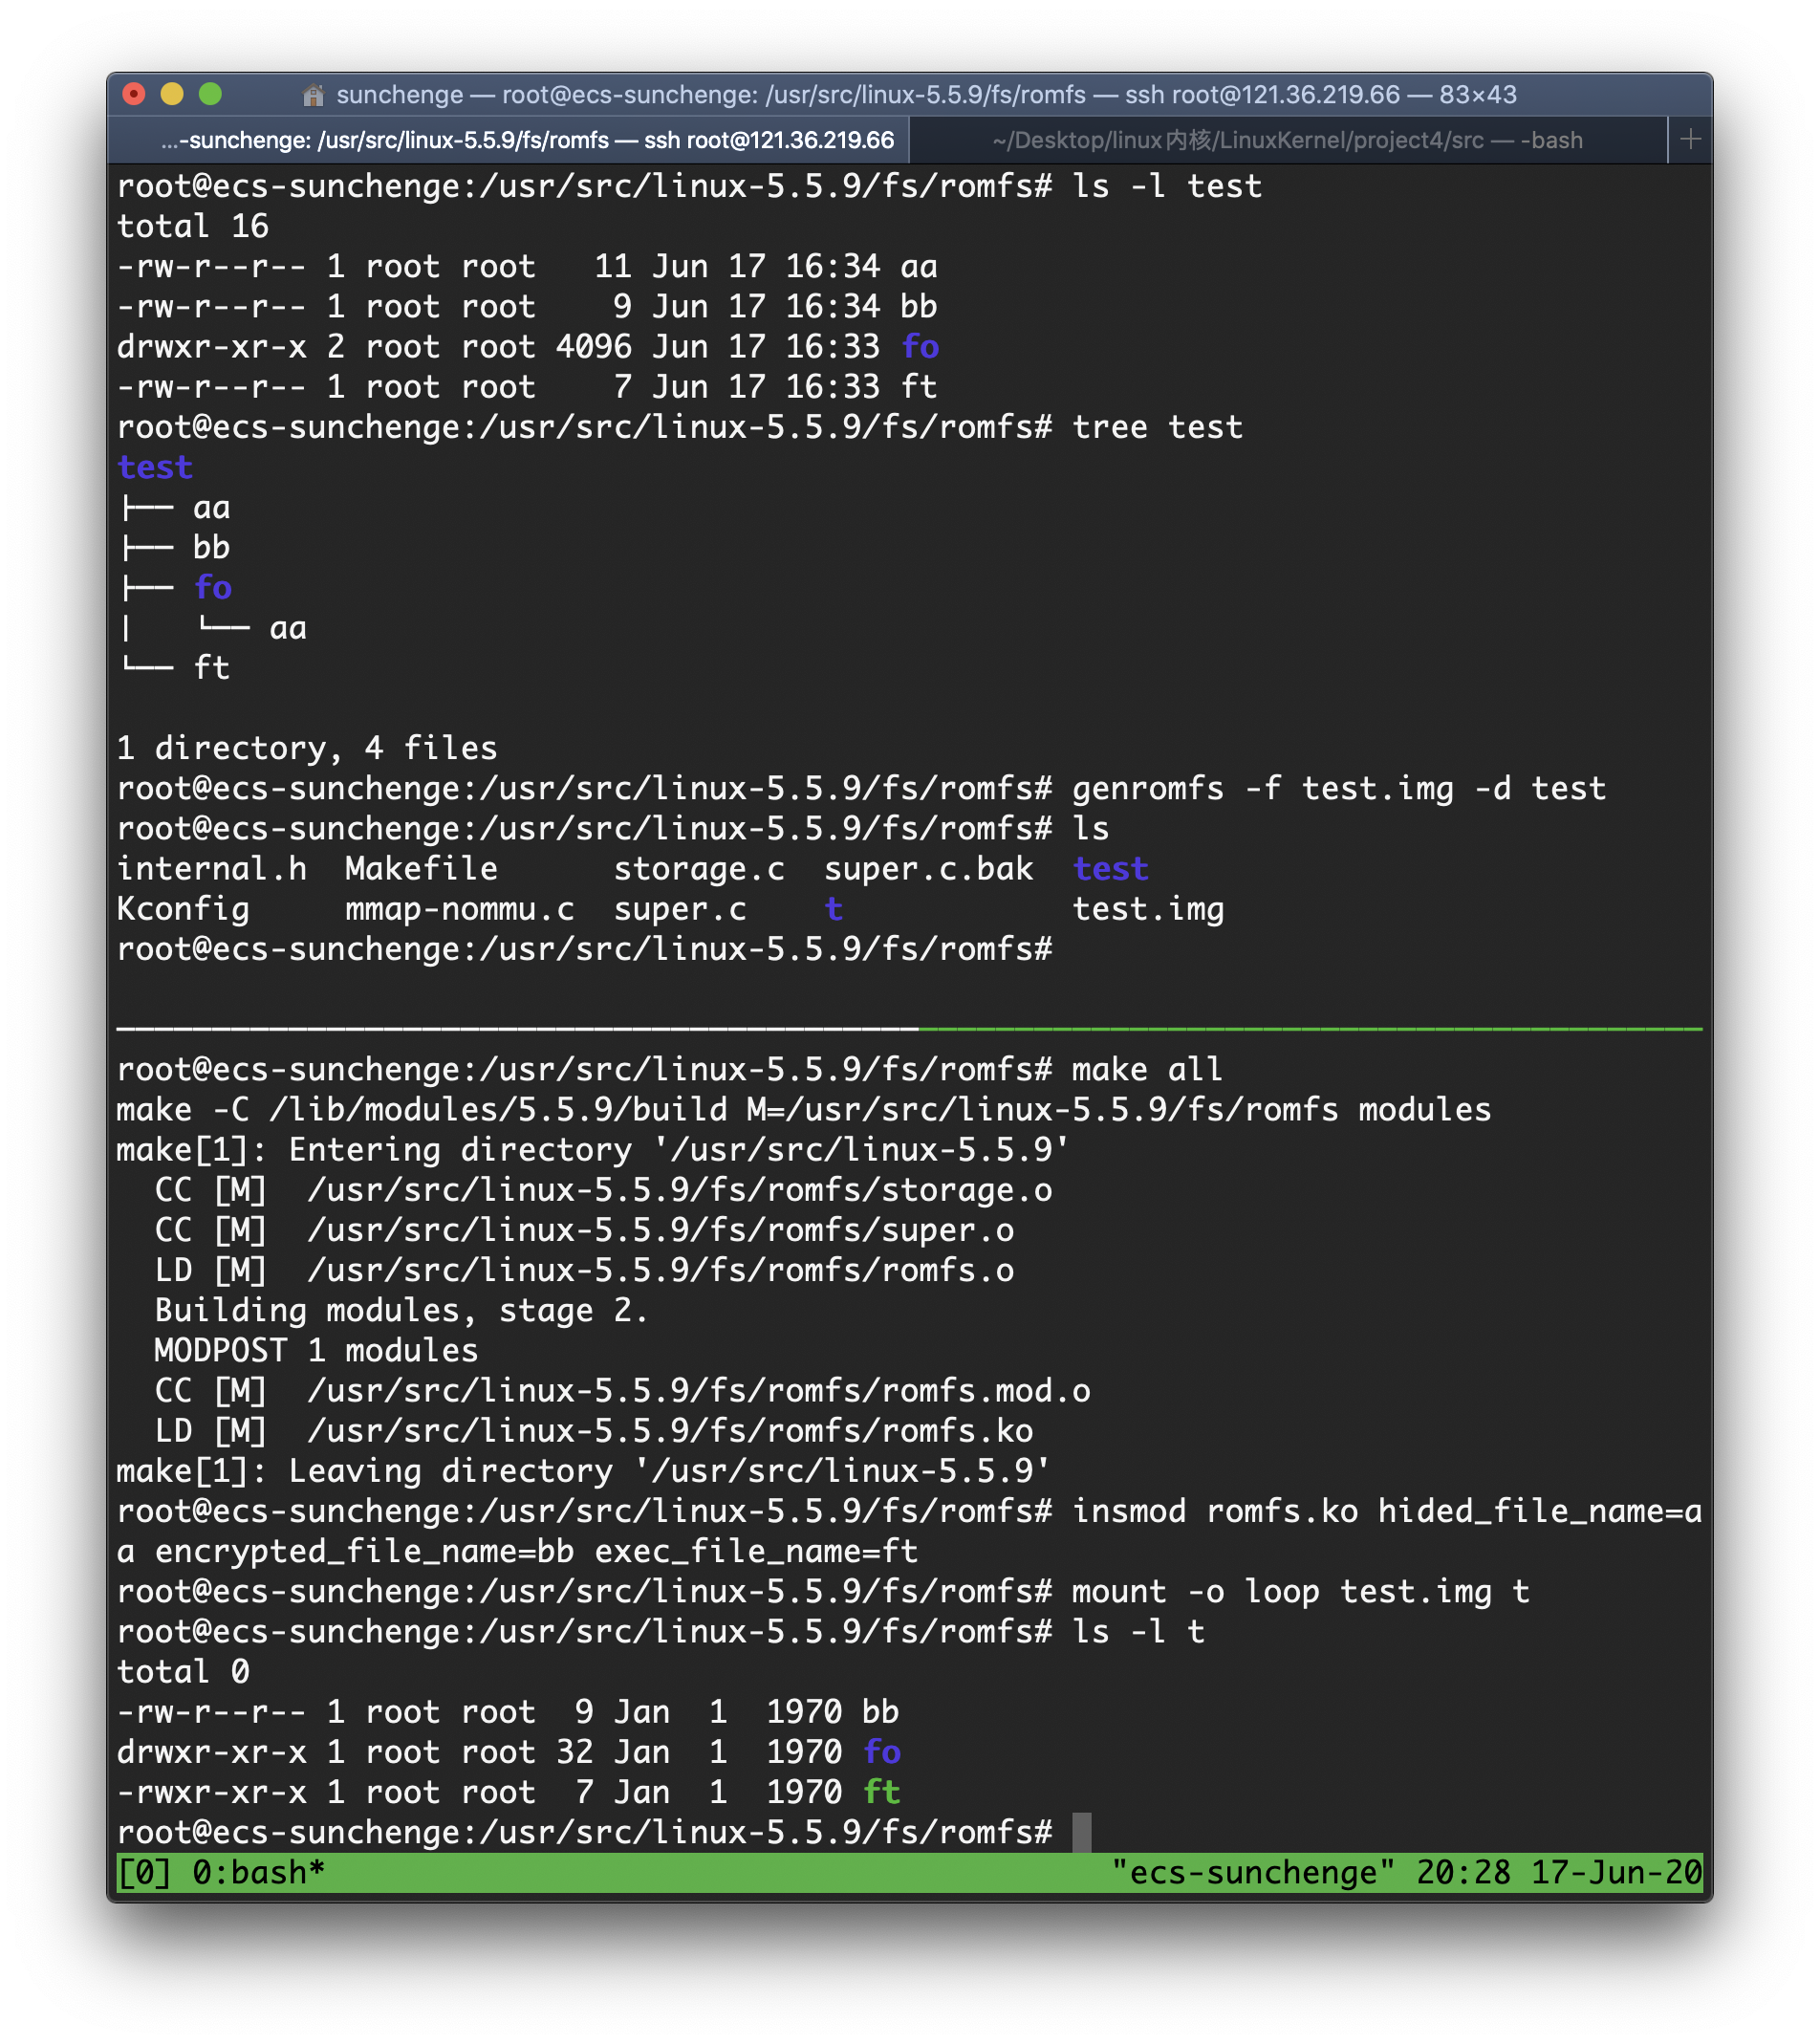 sunchenge — root@ecs-sunchenge: /usr/src/linux-5.5.9/fs/romfs — ssh root@121.36.219.66 — 83×43
...-sunchenge: /usr/src/linux-5.5.9/fs/romfs — ssh root@121.36.219.66
~/Desktop/linux内核/LinuxKernel/project4/src — -bash
root@ecs-sunchenge:/usr/src/linux-5.5.9/fs/romfs# ls -l test
total 16
-rw-r--r-- 1 root root   11 Jun 17 16:34 aa
-rw-r--r-- 1 root root    9 Jun 17 16:34 bb
drwxr-xr-x 2 root root 4096 Jun 17 16:33 fo
-rw-r--r-- 1 root root    7 Jun 17 16:33 ft
root@ecs-sunchenge:/usr/src/linux-5.5.9/fs/romfs# tree test
test
├── aa
├── bb
├── fo
│   └── aa
└── ft
1 directory, 4 files
root@ecs-sunchenge:/usr/src/linux-5.5.9/fs/romfs# genromfs -f test.img -d test
root@ecs-sunchenge:/usr/src/linux-5.5.9/fs/romfs# ls
internal.h  Makefile      storage.c  super.c.bak  test
Kconfig     mmap-nommu.c  super.c    t            test.img
root@ecs-sunchenge:/usr/src/linux-5.5.9/fs/romfs#
root@ecs-sunchenge:/usr/src/linux-5.5.9/fs/romfs# make all
make -C /lib/modules/5.5.9/build M=/usr/src/linux-5.5.9/fs/romfs modules
make[1]: Entering directory '/usr/src/linux-5.5.9'
  CC [M]  /usr/src/linux-5.5.9/fs/romfs/storage.o
  CC [M]  /usr/src/linux-5.5.9/fs/romfs/super.o
  LD [M]  /usr/src/linux-5.5.9/fs/romfs/romfs.o
  Building modules, stage 2.
  MODPOST 1 modules
  CC [M]  /usr/src/linux-5.5.9/fs/romfs/romfs.mod.o
  LD [M]  /usr/src/linux-5.5.9/fs/romfs/romfs.ko
make[1]: Leaving directory '/usr/src/linux-5.5.9'
root@ecs-sunchenge:/usr/src/linux-5.5.9/fs/romfs# insmod romfs.ko hided_file_name=a
a encrypted_file_name=bb exec_file_name=ft
root@ecs-sunchenge:/usr/src/linux-5.5.9/fs/romfs# mount -o loop test.img t
root@ecs-sunchenge:/usr/src/linux-5.5.9/fs/romfs# ls -l t
total 0
-rw-r--r-- 1 root root  9 Jan  1  1970 bb
drwxr-xr-x 1 root root 32 Jan  1  1970 fo
-rwxr-xr-x 1 root root  7 Jan  1  1970 ft
root@ecs-sunchenge:/usr/src/linux-5.5.9/fs/romfs#
[0] 0:bash* "ecs-sunchenge" 20:28 17-Jun-20